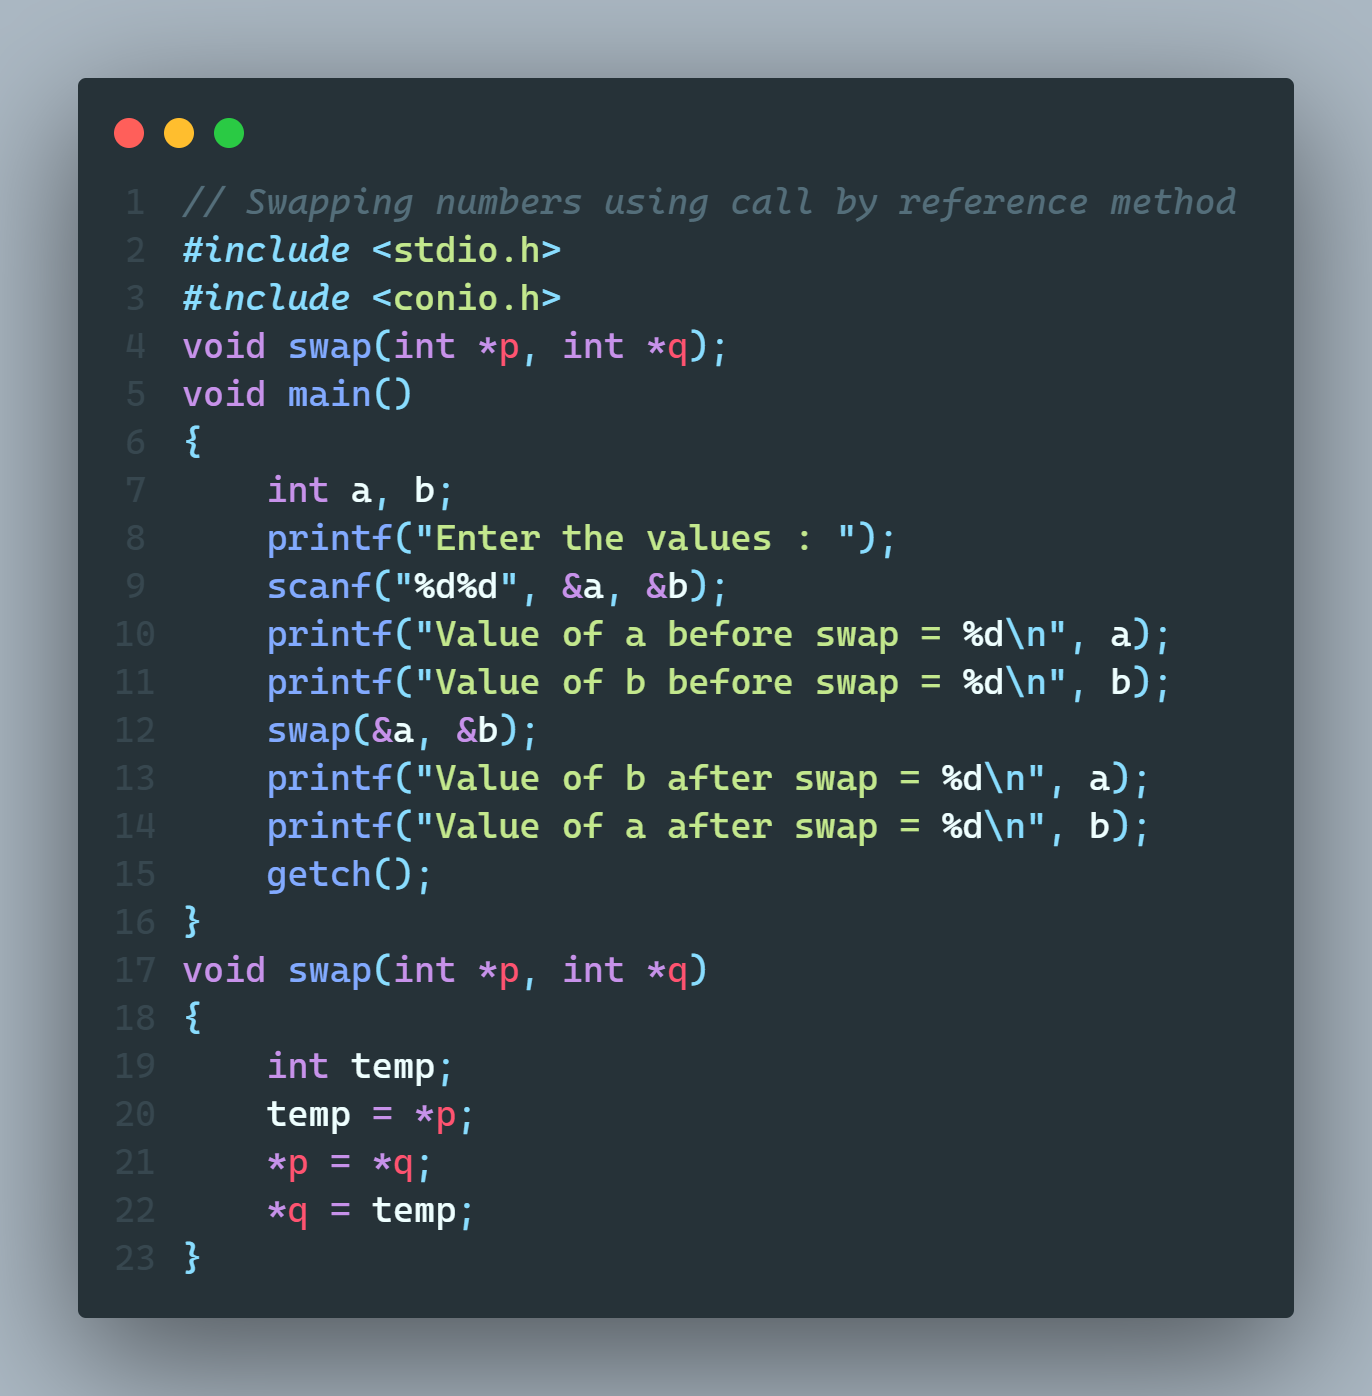 1 // Swapping numbers using call by reference method
2 #include <stdio.h>
3 #include <conio.h>
4 void swap(int *p, int *q);
5 void main()
6 {
7     int a, b;
8     printf("Enter the values : ");
9     scanf("%d%d", &a, &b);
10     printf("Value of a before swap = %d\n", a);
11     printf("Value of b before swap = %d\n", b);
12     swap(&a, &b);
13     printf("Value of b after swap = %d\n", a);
14     printf("Value of a after swap = %d\n", b);
15     getch();
16 }
17 void swap(int *p, int *q)
18 {
19     int temp;
20     temp = *p;
21     *p = *q;
22     *q = temp;
23 }